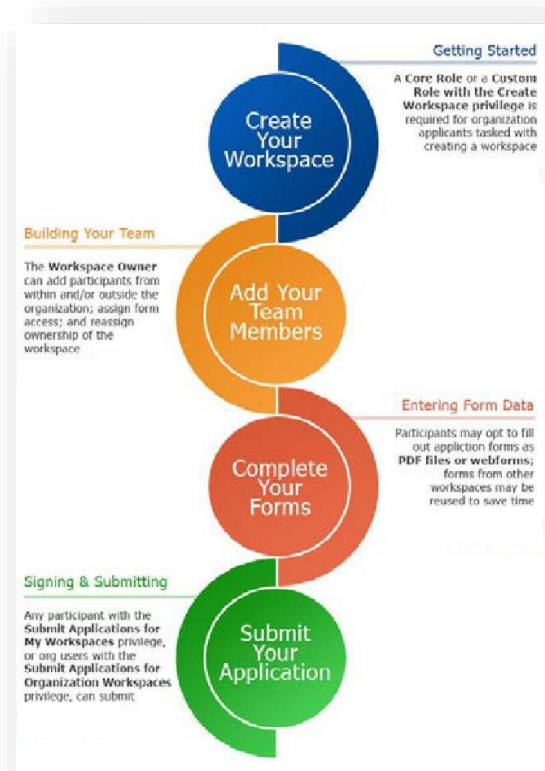 Getting Started
A Core Role or a Custom
Role with the Create
Workspace privilege is
required for organization
applicants tasked with
creating a workspace
Create
Your
Workspace
Building Your Team
The Workspace Owner
can add participants from
within and/or outside the
organization; assign form
access; and reassign
ownership of the
workspace
Add Your
Team
Members
Entering Form Data
Participants may opt to fill
out appliction forms as
PDF files or webforms;
forms from other
workspaces may be
reused to save time
Complete
Your
Forms
Signing & Submitting
Any participant with the
Submit Applications for
My Workspaces privilege,
or org users with the
Submit Applications for
Organization Workspaces
privilege, can submit
Submit
Your
Application